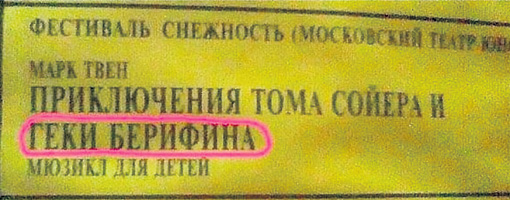 ФЕСТИВАЛЬ СНЕЖНОСТЬ (МОСКОВСКИЙ ТЕАТР ЮН
МАРК ТВЕН
ПРИКЛЮЧЕНИЯ ТОМА СОЙЕРА И
ГЕКИ БЕРИФИНА
МЮЗИКЛ ДЛЯ ДЕТЕЙ